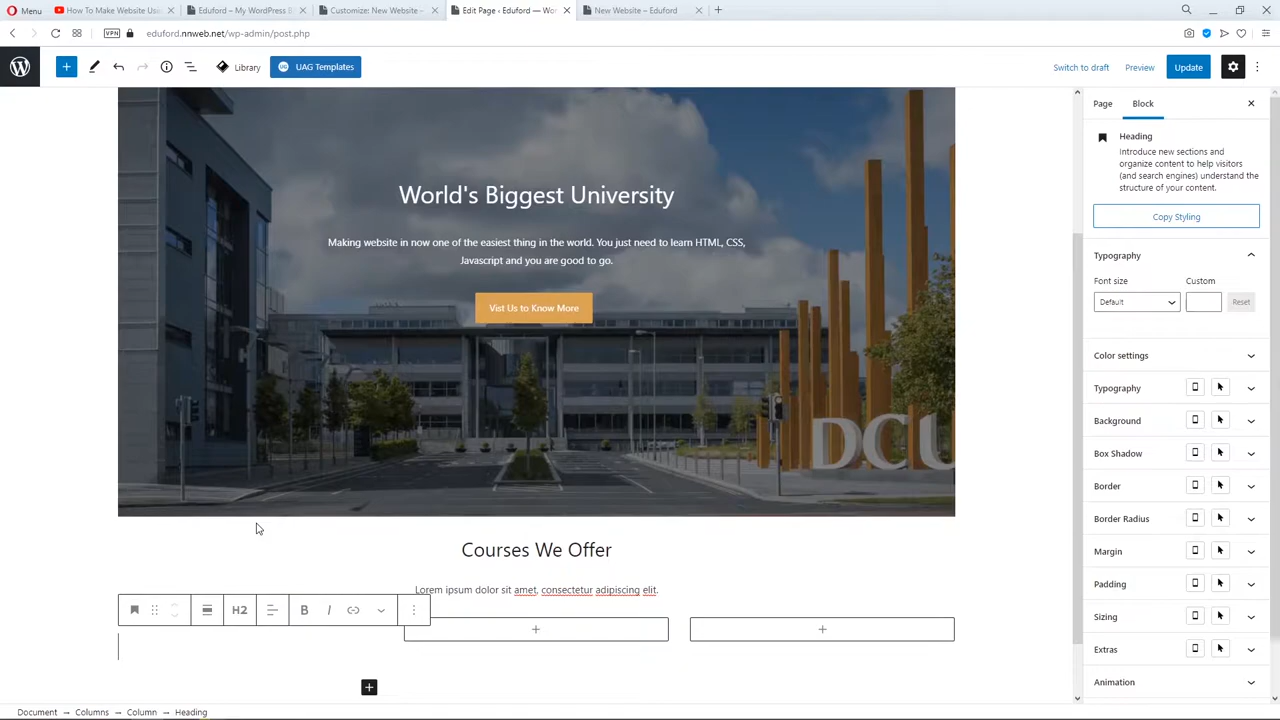 Menu
How To Make Website Usin
Eduford – My WordPress B
Customize: New Website –
Edit Page ‹ Eduford — Wor
New Website – Eduford
VPN
eduford.nnweb.net/wp-admin/post.php
Library
UG
UAG Templates
Switch to draft
Preview
Update
Page
Block
Heading
Introduce new sections and
organize content to help visitors
(and search engines) understand the
structure of your content.
Copy Styling
Typography
Font size
Custom
Default
Reset
Color settings
Typography
Background
Box Shadow
Border
Border Radius
Margin
Padding
Sizing
Extras
Animation
World's Biggest University
Making website in now one of the easiest thing in the world. You just need to learn HTML, CSS,
Javascript and you are good to go.
Vist Us to Know More
DCU
Courses We Offer
Lorem ipsum dolor sit amet, consectetur adipiscing elit.
H2
B
I
Document → Columns → Column → Heading